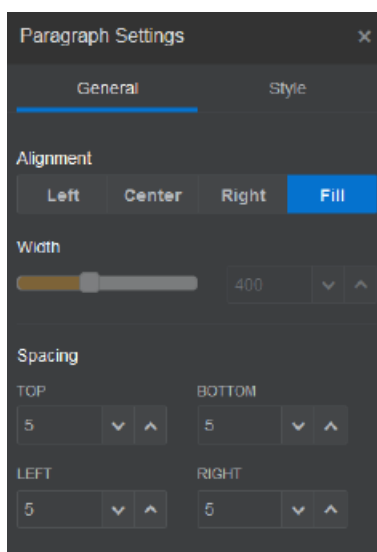 Paragraph Settings ×
General Style
Alignment
Left Center Right Fill
Width
400
Spacing
TOP BOTTOM
5 5
LEFT RIGHT
5 5